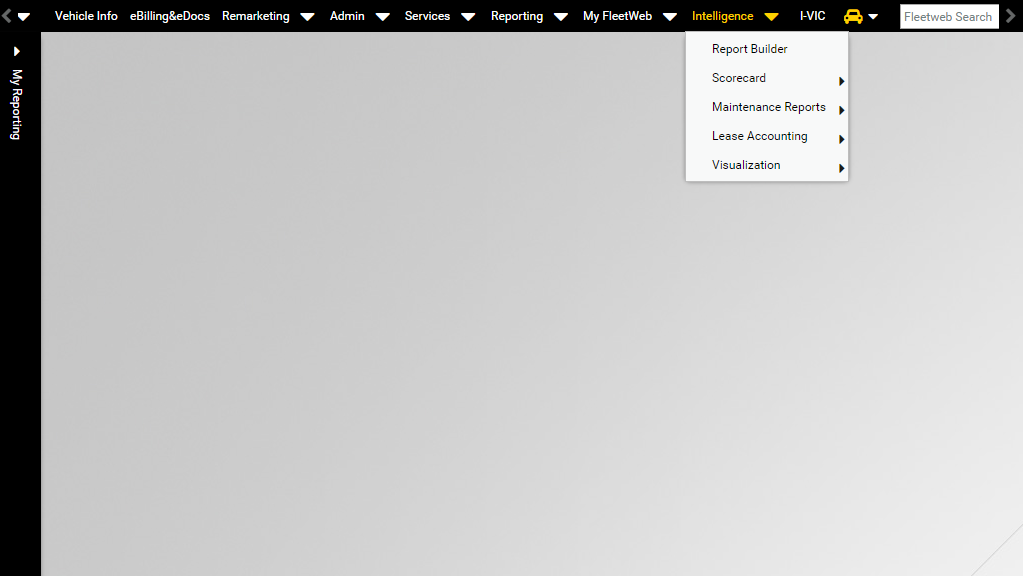 Vehicle Info eBilling&eDocs Remarketing Admin Services Reporting My FleetWeb Intelligence I-VIC Fleetweb Search
My Reporting
Report Builder
Scorecard
Maintenance Reports
Lease Accounting
Visualization